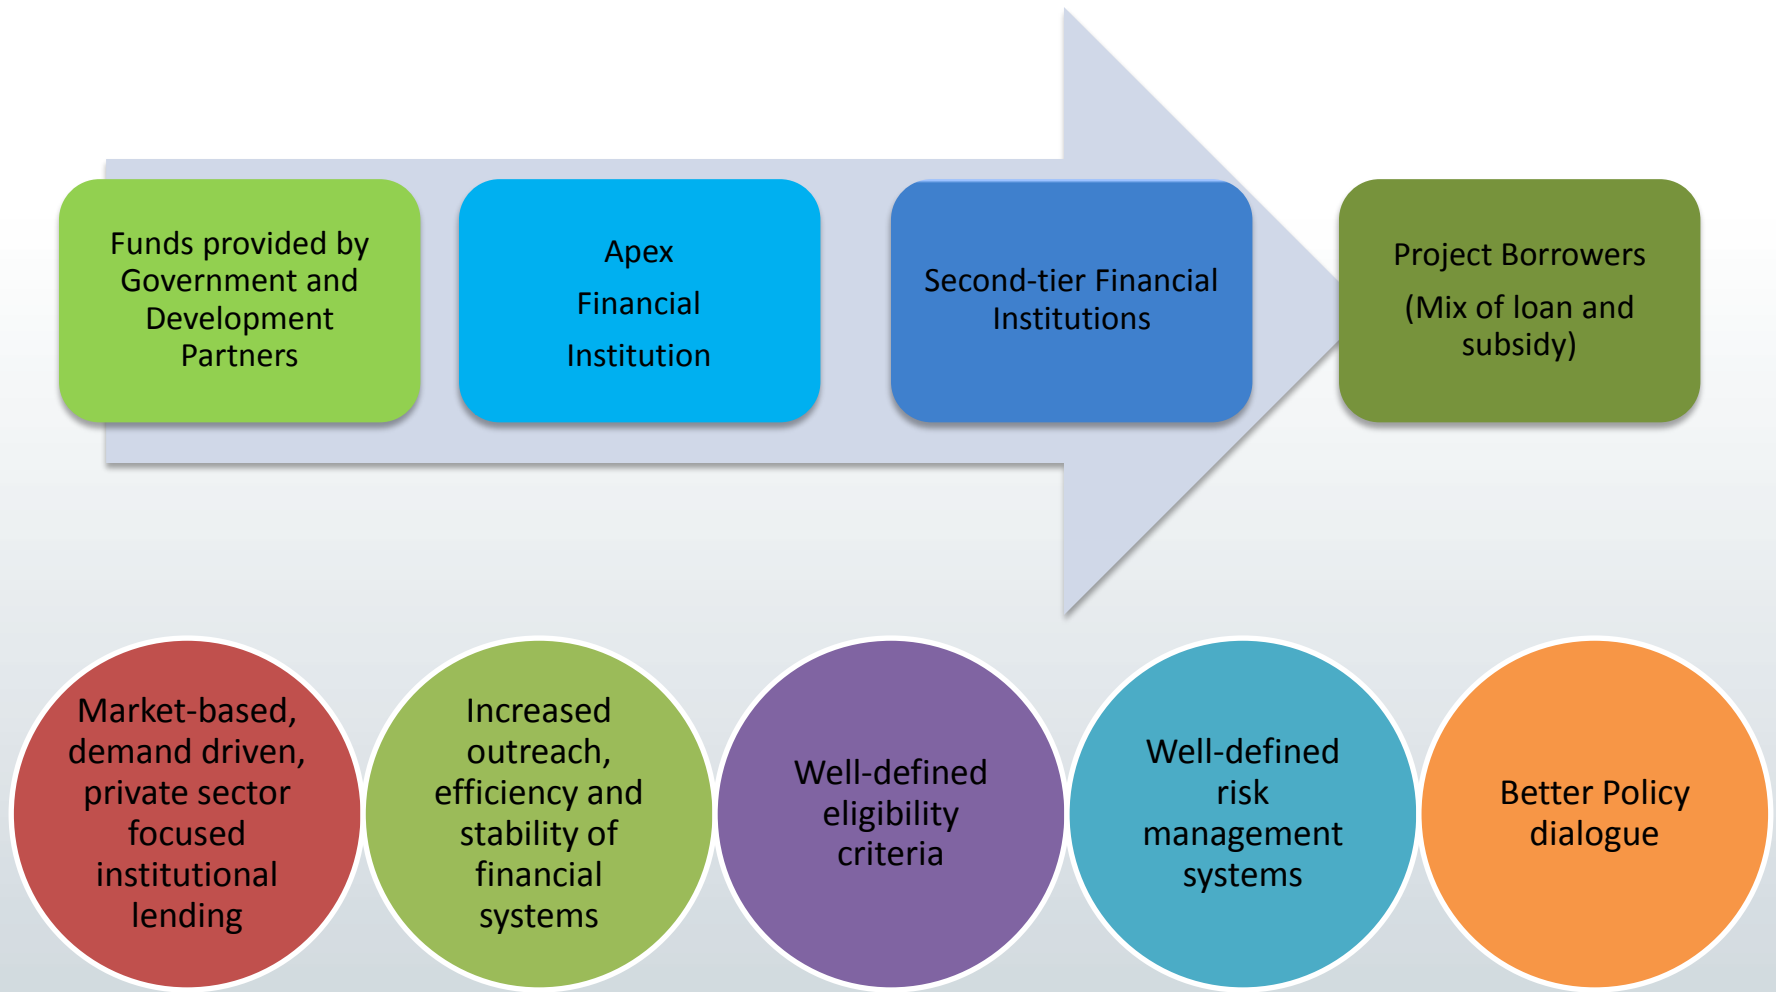 Funds provided by
Government and
Development
Partners
Apex
Financial
Institution
Second-tier Financial
Institutions
Project Borrowers
(Mix of loan and
subsidy)
Market-based,
demand driven,
private sector
focused
institutional
lending
Increased
outreach,
efficiency and
stability of
financial
systems
Well-defined
eligibility
criteria
Well-defined
risk
management
systems
Better Policy
dialogue